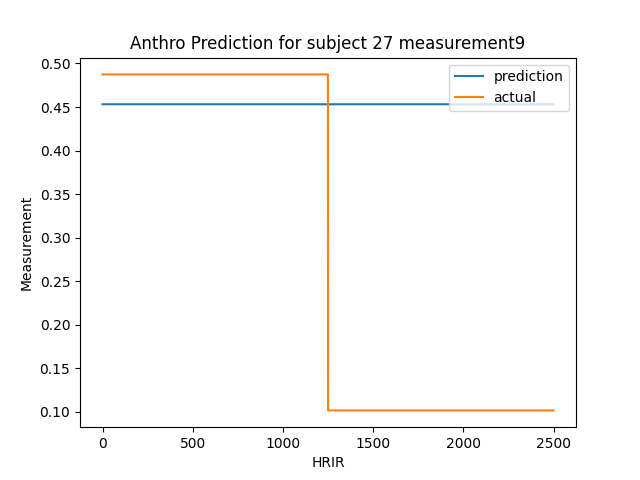 Anthro Prediction for subject 27 measurement9
prediction
actual
0.50
0.45
0.40
0.35
0.30
0.25
0.20
0.15
0.10
Measurement
0 500 1000 1500 2000 2500
HRIR